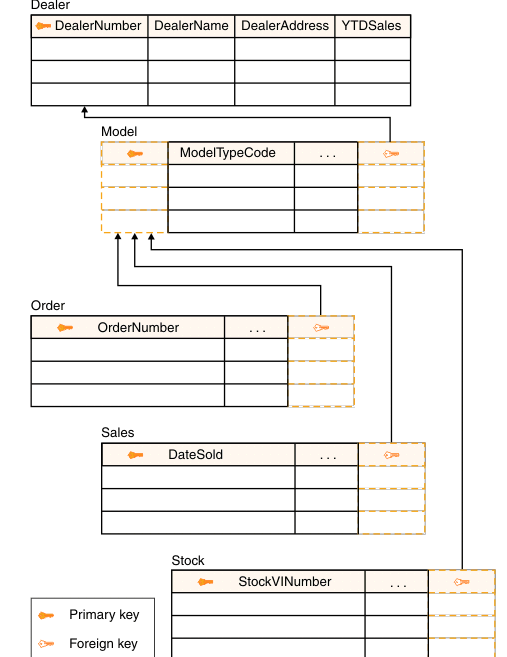 Dealer
DealerNumber DealerName DealerAddress YTDSales
Model
ModelTypeCode ...
Order
OrderNumber ...
Sales
DateSold ...
Stock
StockVINumber ...
Primary key
Foreign key